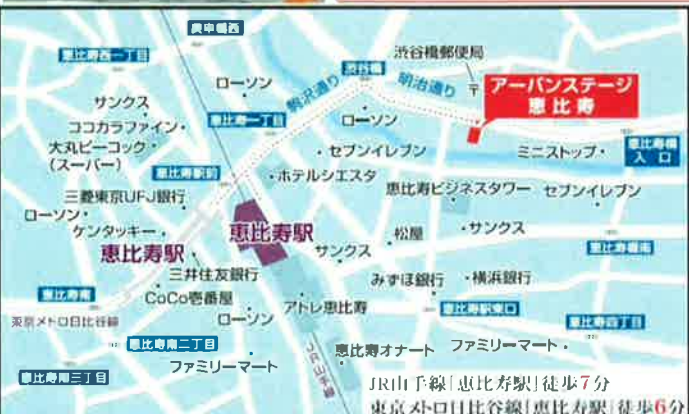 庚申橋西
恵比寿西一丁目
渋谷橋郵便局
渋谷橋
明治通り
駒沢通り
アーバンステージ
恵比寿
ローソン
サンクス
ココカラファイン
大丸ピーコック
(スーパー)
恵比寿一丁目
ローソン
セブンイレブン
ミニストップ
恵比寿橋
入口
恵比寿駅前
ホテルシエスタ
恵比寿ビジネスタワー
セブンイレブン
三菱東京UFJ銀行
ローソン
ケンタッキー
恵比寿駅
恵比寿駅
サンクス
松屋
サンクス
恵比寿橋南
三井住友銀行
みずほ銀行
横浜銀行
恵比寿南
CoCo壱番屋
アトレ恵比寿
恵比寿駅東口
東京メトロ日比谷線
ローソン
恵比寿四丁目
恵比寿南二丁目
恵比寿オナート
ファミリーマート
ファミリーマート
恵比寿南三丁目
JR山手線
JR山手線「恵比寿駅」徒歩7分
東京メトロ日比谷線「恵比寿駅」徒歩6分